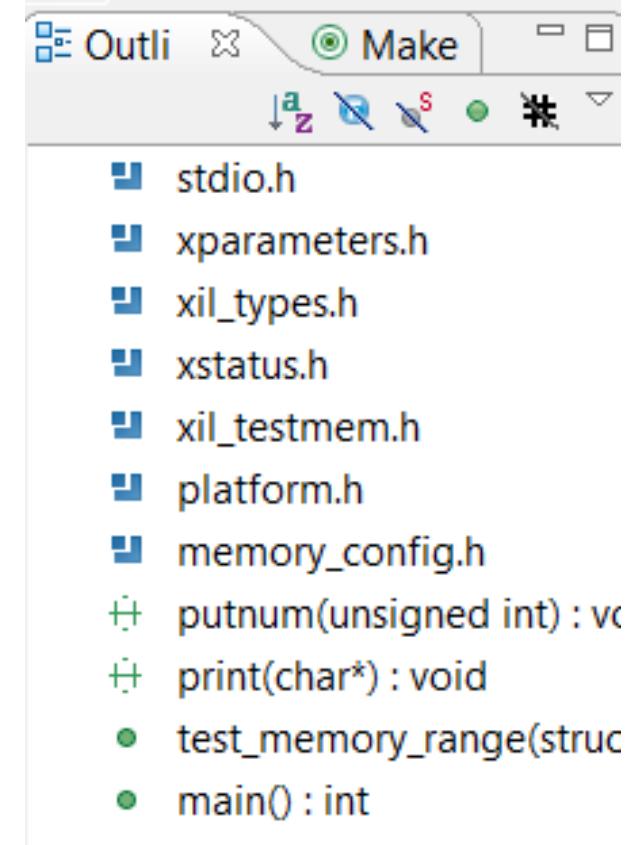 Outli Make
stdio.h
xparameters.h
xil_types.h
xstatus.h
xil_testmem.h
platform.h
memory_config.h
putnum(unsigned int) : vo
print(char*) : void
test_memory_range(struc
main() : int